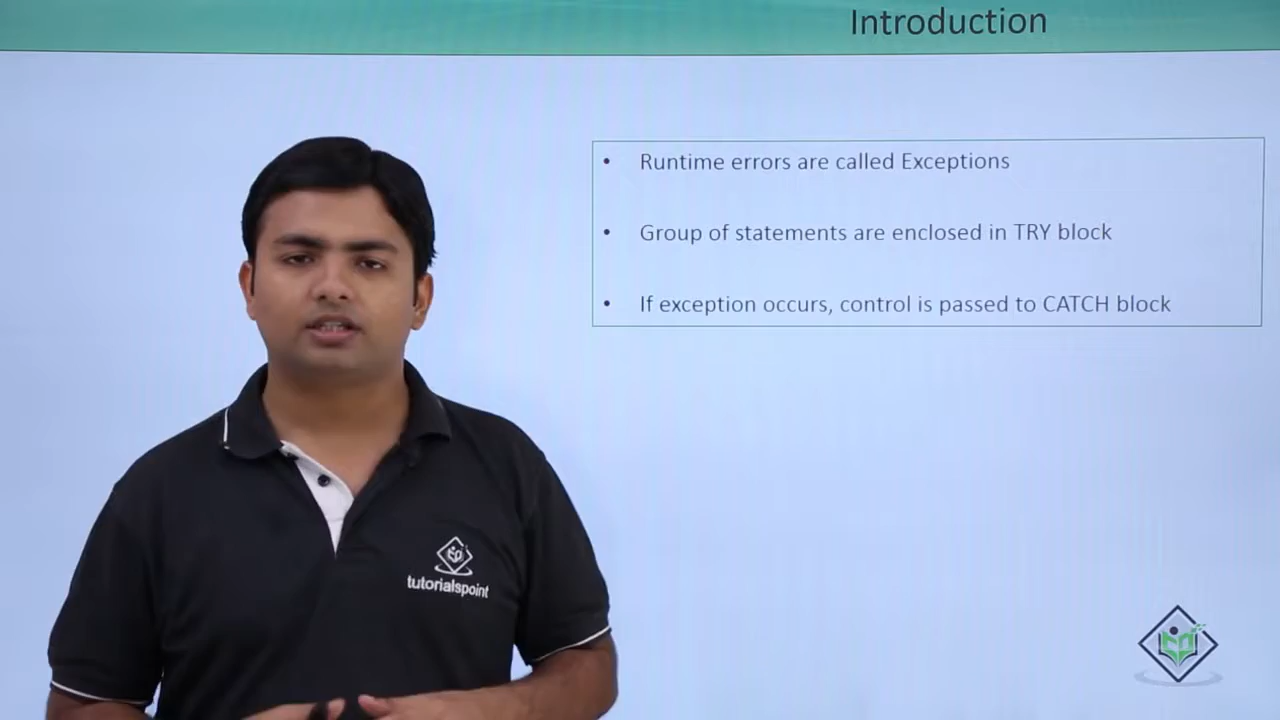 Introduction
• Runtime errors are called Exceptions
• Group of statements are enclosed in TRY block
• If exception occurs, control is passed to CATCH block
tutorialspoint